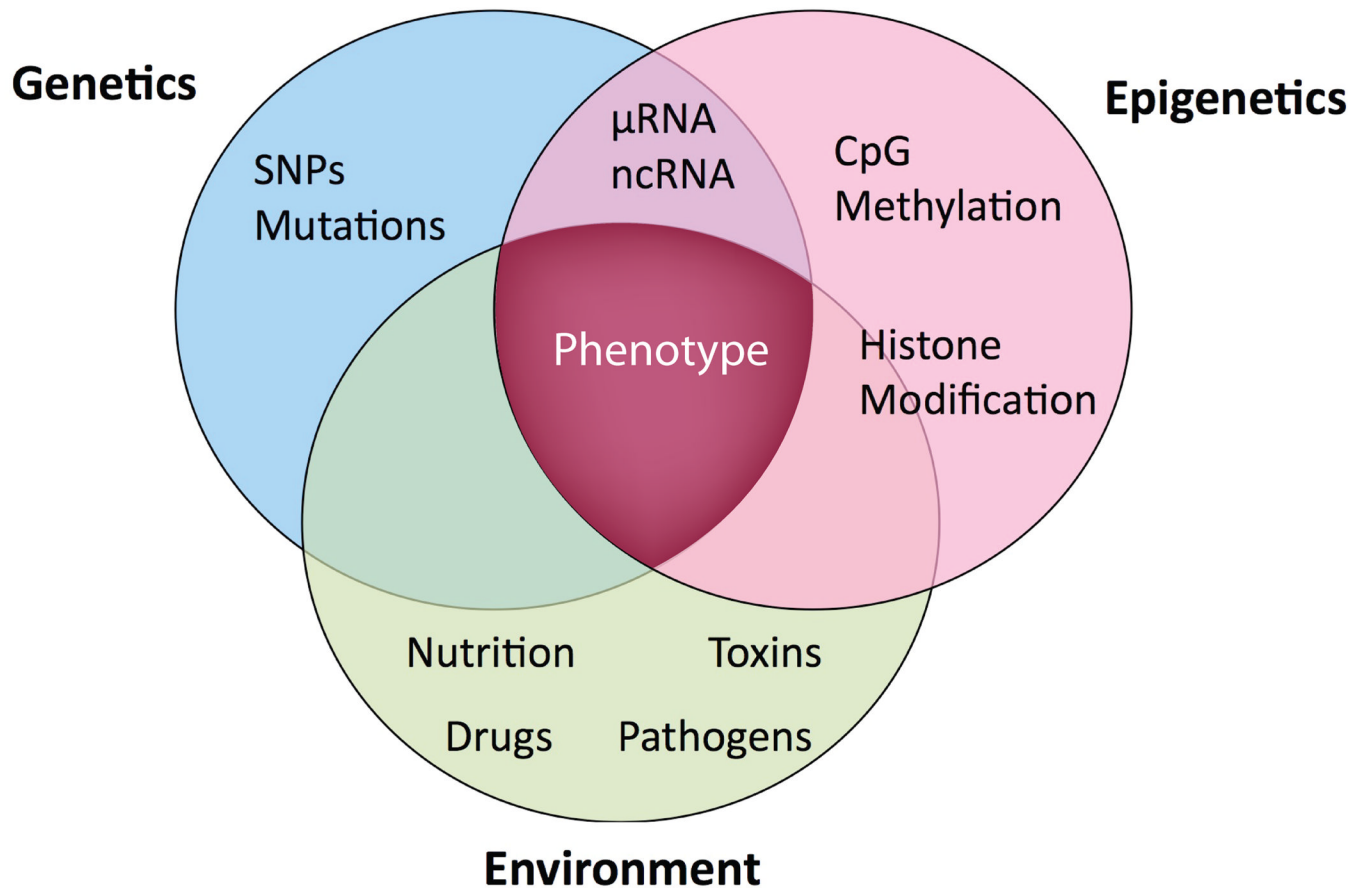 Genetics
Epigenetics
SNPs
Mutations
μRNA
ncRNA
CpG
Methylation
Phenotype
Histone
Modification
Nutrition
Toxins
Drugs
Pathogens
Environment